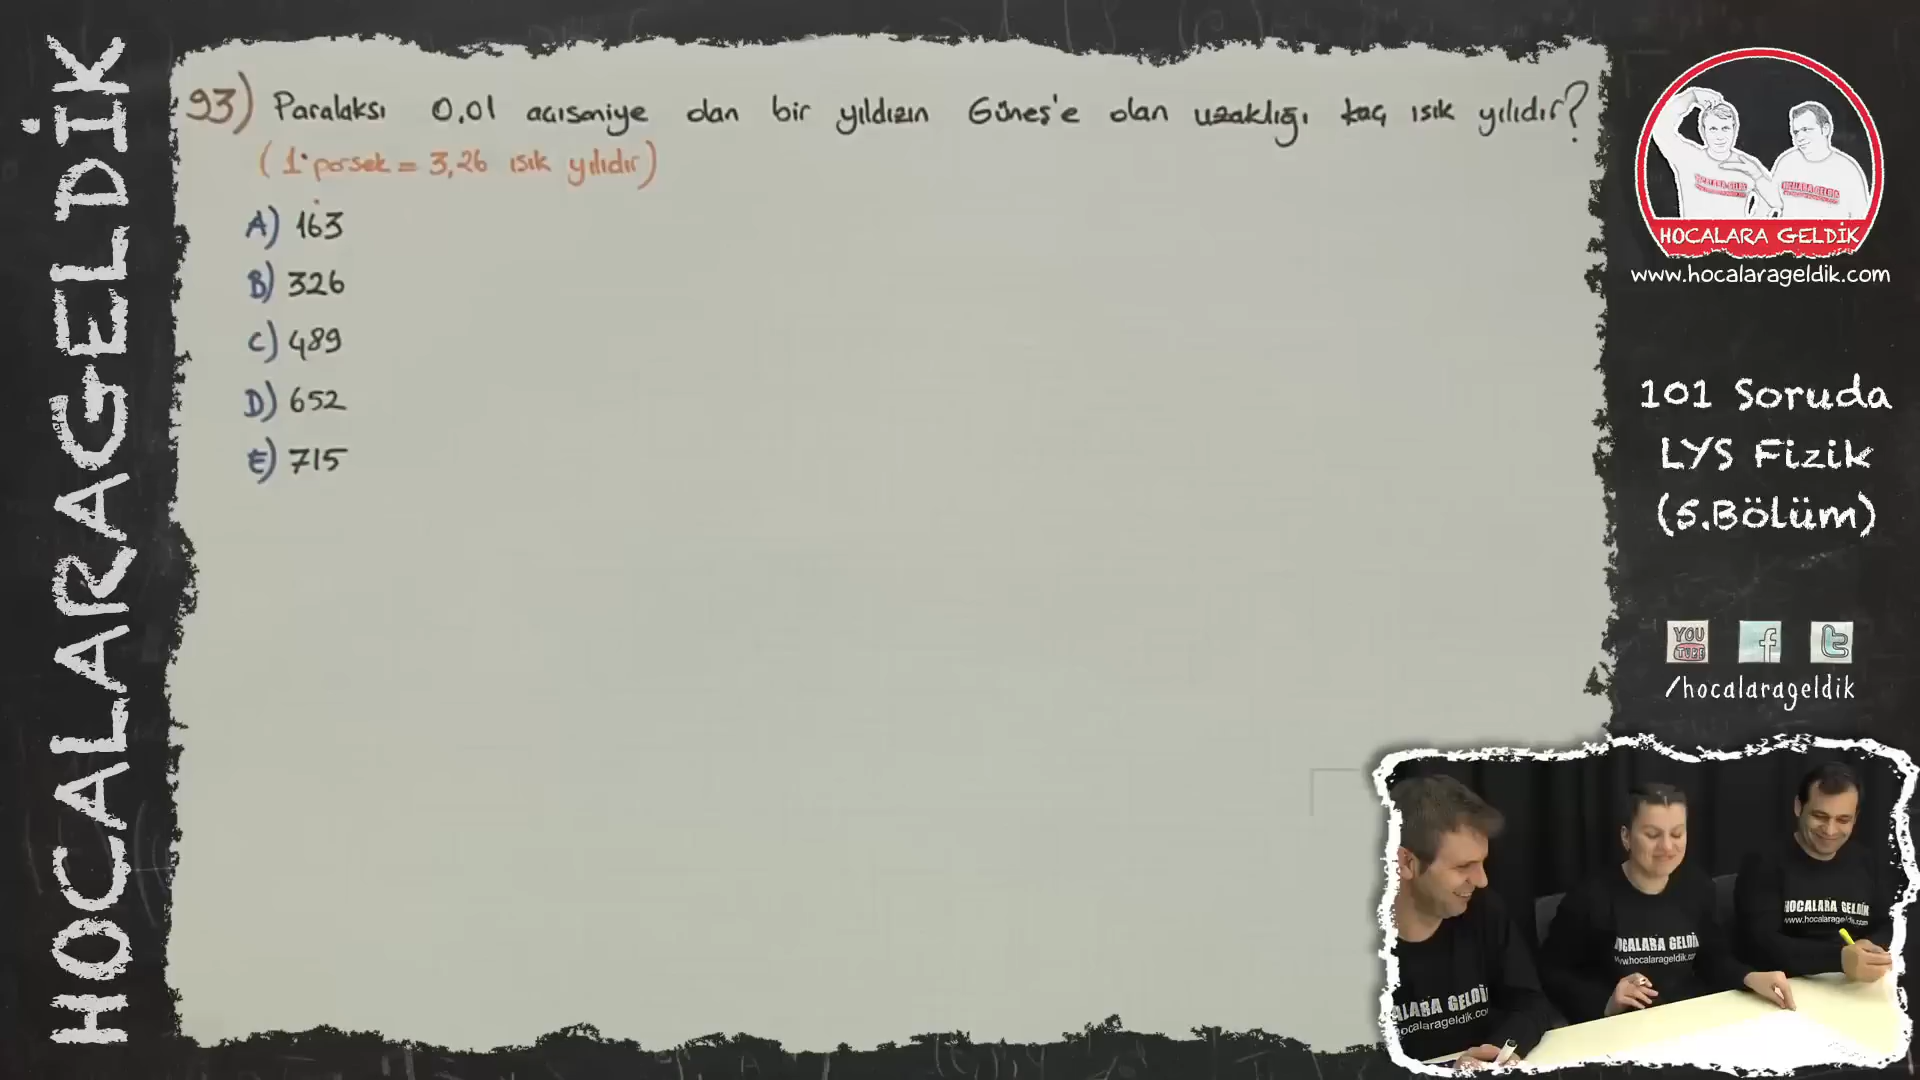 HOCALARAGELDİK
93) Paralaksı 0,01 açısaniye olan bir yıldızın Güneş'e olan uzaklığı kaç ışık yılıdır?
(1 parsek = 3,26 ışık yılıdır)
A) 163
B) 326
C) 489
D) 652
E) 715
HOCALARA GELDİK
www.hocalarageldik.com
101 Soruda
LYS Fizik
(5.Bölüm)
YOU
TUBE
/hocalarageldik
HOCALARA GELDİK
www.hocalarageldik.com
HOCALARA GELDİK
www.hocalarageldik.com
ALARA GELDİ
hocalarageldik.co